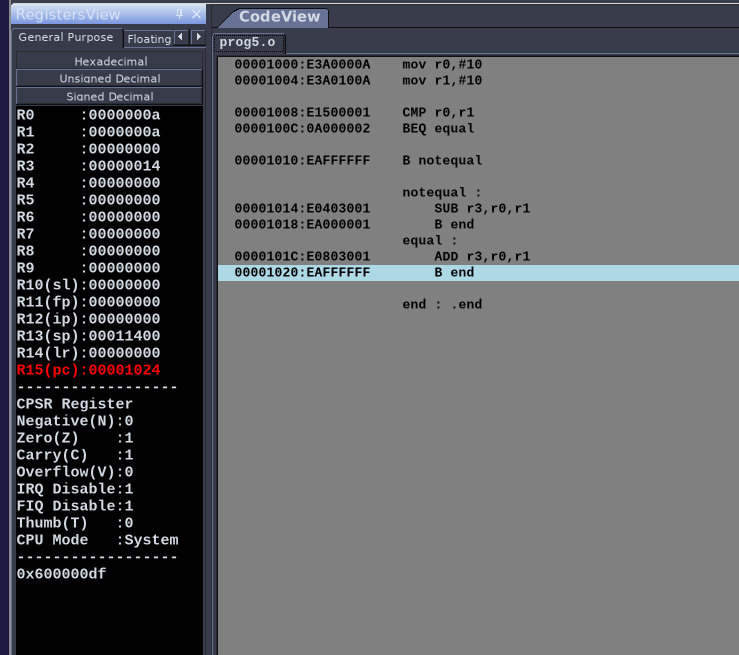 RegistersView
General Purpose Floating
Hexadecimal
Unsigned Decimal
Signed Decimal
R0     :0000000a
R1     :0000000a
R2     :00000000
R3     :00000014
R4     :00000000
R5     :00000000
R6     :00000000
R7     :00000000
R8     :00000000
R9     :00000000
R10(sl):00000000
R11(fp):00000000
R12(ip):00000000
R13(sp):00011400
R14(lr):00000000
R15(pc):00001024
------------------
CPSR Register
Negative(N):0
Zero(Z)    :1
Carry(C)   :1
Overflow(V):0
IRQ Disable:1
FIQ Disable:1
Thumb(T)   :0
CPU Mode   :System
------------------
0x600000df
CodeView
prog5.o
00001000:E3A0000A    mov r0,#10
00001004:E3A0100A    mov r1,#10
00001008:E1500001    CMP r0,r1
0000100C:0A000002    BEQ equal
00001010:EAFFFFFF    B notequal
notequal :
00001014:E0403001        SUB r3,r0,r1
00001018:EA000001        B end
equal :
0000101C:E0803001        ADD r3,r0,r1
00001020:EAFFFFFF        B end
end : .end